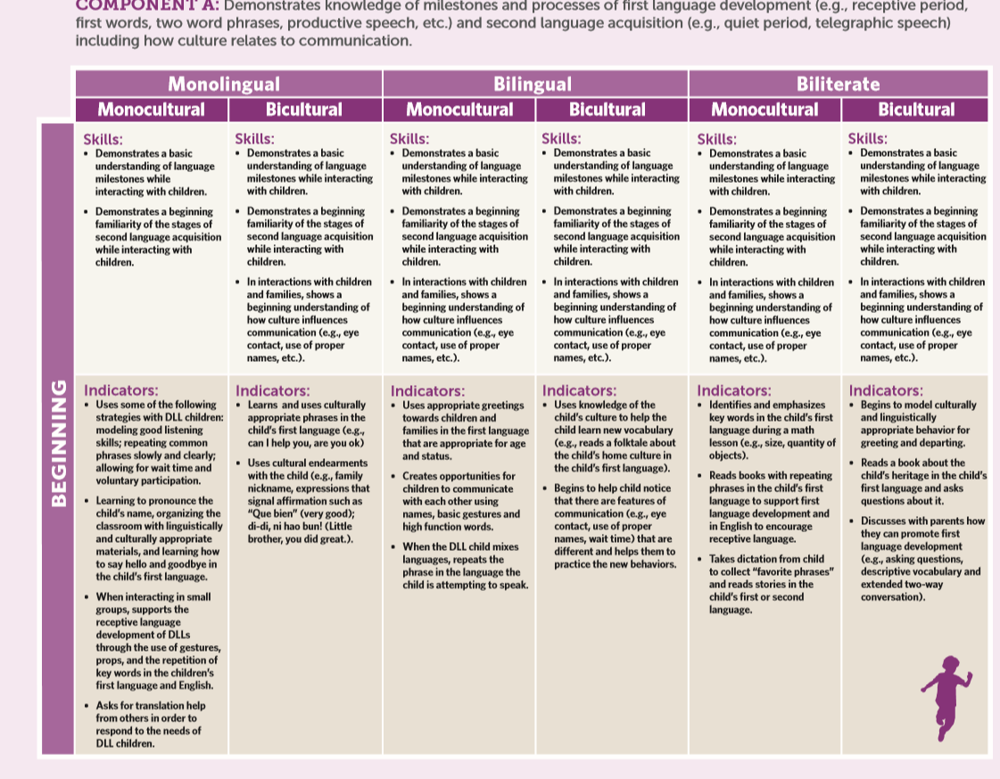 COMPONENT A: Demonstrates knowledge of milestones and processes of first language development (e.g., receptive period,
first words, two word phrases, productive speech, etc.) and second language acquisition (e.g., quiet period, telegraphic speech)
including how culture relates to communication.
Monolingual
Bilingual
Biliterate
Monocultural
Bicultural
Monocultural
Bicultural
Monocultural
Bicultural
BEGINNING
Skills:
• Demonstrates a basic
understanding of language
milestones while
interacting with children.
• Demonstrates a beginning
familiarity of the stages of
second language acquisition
while interacting with
children.
Skills:
• Demonstrates a basic
understanding of language
milestones while interacting
with children.
• Demonstrates a beginning
familiarity of the stages of
second language acquisition
while interacting with
children.
• In interactions with children
and families, shows a
beginning understanding of
how culture influences
communication (e.g., eye
contact, use of proper
names, etc.).
Skills:
• Demonstrates a basic
understanding of language
milestones while interacting
with children.
• Demonstrates a beginning
familiarity of the stages of
second language acquisition
while interacting with
children.
• In interactions with children
and families, shows a
beginning understanding of
how culture influences
communication (e.g., eye
contact, use of proper
names, etc.).
Skills:
• Demonstrates a basic
understanding of language
milestones while interacting
with children.
• Demonstrates a beginning
familiarity of the stages of
second language acquisition
while interacting with
children.
• In interactions with children
and families, shows a
beginning understanding of
how culture influences
communication (e.g., eye
contact, use of proper
names, etc.).
Skills:
• Demonstrates a basic
understanding of language
milestones while interacting
with children.
• Demonstrates a beginning
familiarity of the stages of
second language acquisition
while interacting with
children.
• In interactions with children
and families, shows a
beginning understanding of
how culture influences
communication (e.g., eye
contact, use of proper
names, etc.).
Skills:
• Demonstrates a basic
understanding of language
milestones while interacting
with children.
• Demonstrates a beginning
familiarity of the stages of
second language acquisition
while interacting with
children.
• In interactions with children
and families, shows a
beginning understanding of
how culture influences
communication (e.g., eye
contact, use of proper
names, etc.).
Indicators:
• Uses some of the following
strategies with DLL children:
modeling good listening
skills; repeating common
phrases slowly and clearly;
allowing for wait time and
voluntary participation.
• Learning to pronounce the
child's name, organizing the
classroom with linguistically
and culturally appropriate
materials, and learning how
to say hello and goodbye in
the child's first language.
• When interacting in small
groups, supports the
receptive language
development of DLLs
through the use of gestures,
props, and the repetition of
key words in the children's
first language and English.
• Asks for translation help
from others in order to
respond to the needs of
DLL children.
Indicators:
• Learns and uses culturally
appropriate phrases in the
child's first language (e.g.,
can I help you, are you ok)
• Uses cultural endearments
with the child (e.g., family
nickname, expressions that
signal affirmation such as
"Que bien" (very good);
di-di, ni hao bun! (Little
brother, you did great.).
Indicators:
• Uses appropriate greetings
towards children and
families in the first language
that are appropriate for age
and status.
• Creates opportunities for
children to communicate
with each other using
names, basic gestures and
high function words.
• When the DLL child mixes
languages, repeats the
phrase in the language the
child is attempting to speak.
Indicators:
• Uses knowledge of the
child's culture to help the
child learn new vocabulary
(e.g., reads a folktale about
the child's home culture in
the child's first language).
• Begins to help child notice
that there are features of
communication (e.g., eye
contact, use of proper
names, wait time) that are
different and helps them to
practice the new behaviors.
Indicators:
• Identifies and emphasizes
key words in the child's first
language during a math
lesson (e.g., size, quantity of
objects).
• Reads books with repeating
phrases in the child's first
language to support first
language development and
in English to encourage
receptive language.
• Takes dictation from child
to collect "favorite phrases"
and reads stories in the
child's first or second
language.
Indicators:
• Begins to model culturally
and linguistically
appropriate behavior for
greeting and departing.
• Reads a book about the
child's heritage in the child's
first language and asks
questions about it.
• Discusses with parents how
they can promote first
language development
(e.g., asking questions,
descriptive vocabulary and
extended two-way
conversation).